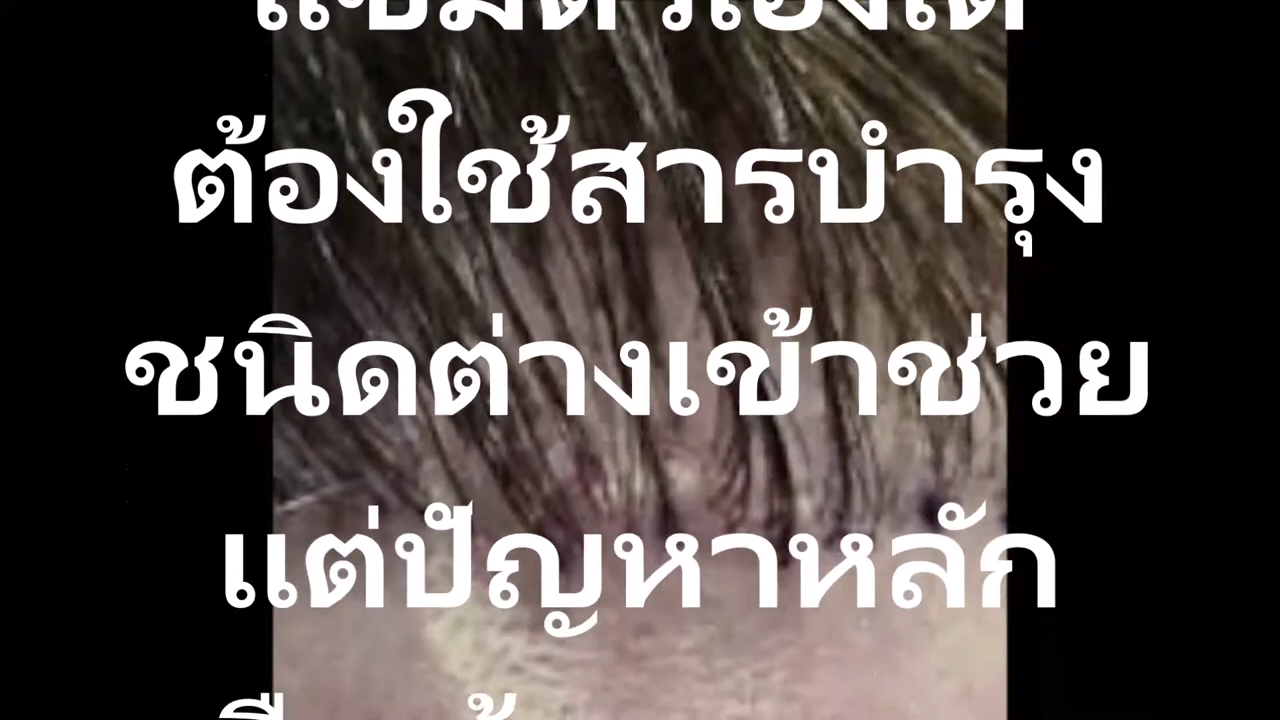 ต้องใช้สารบำรุง
ชนิดต่างเข้าช่วย
แต่ปัญหาหลัก